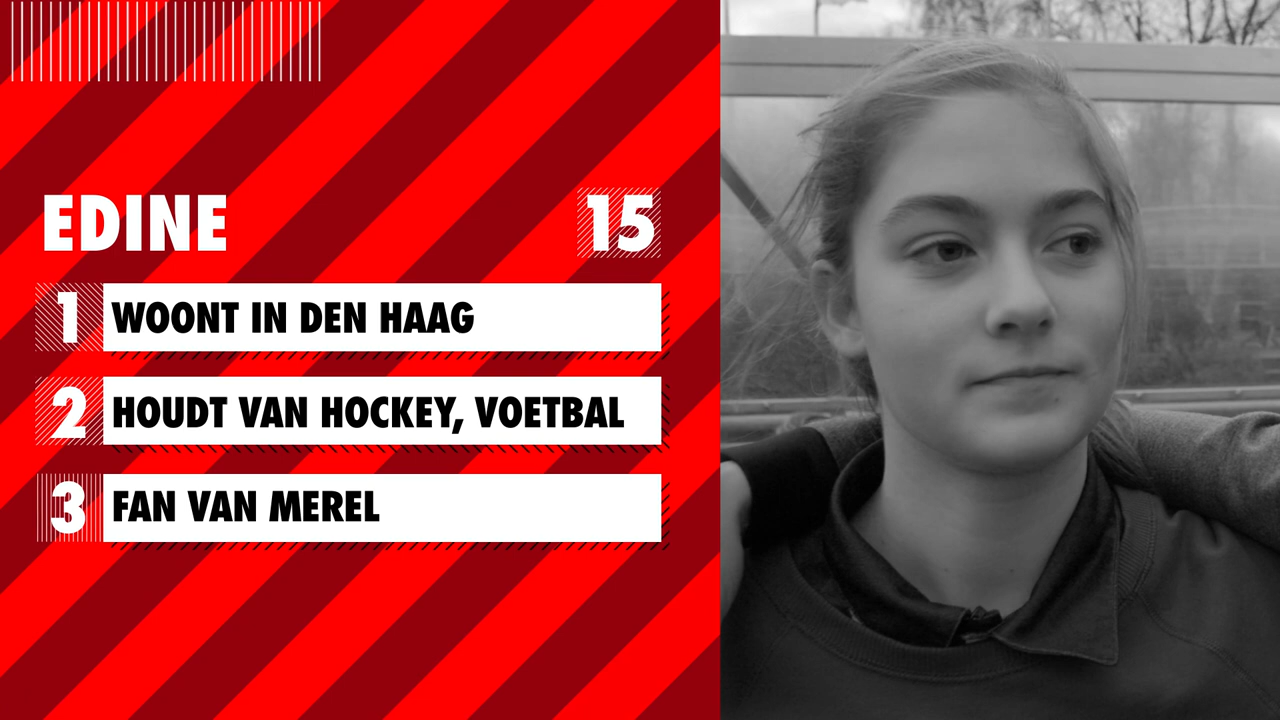 EDINE 15
1 WOONT IN DEN HAAG
2 HOUDT VAN HOCKEY, VOETBAL
3 FAN VAN MEREL